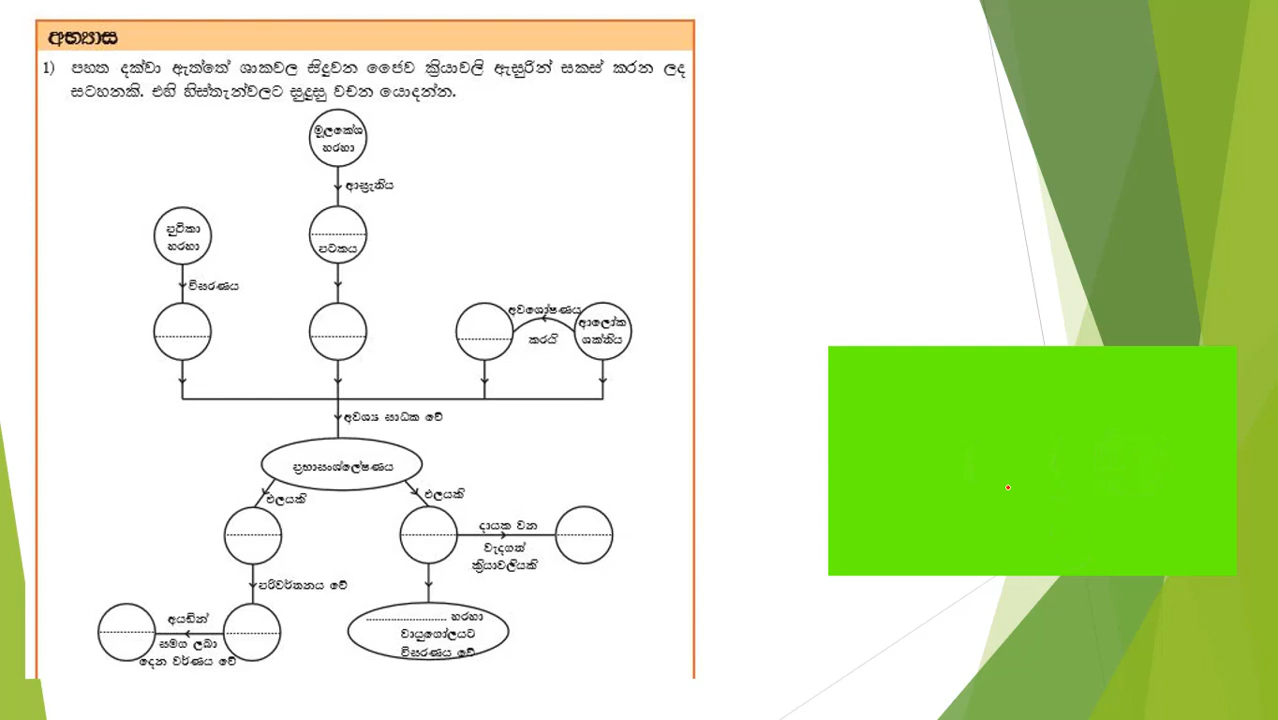 අභ්‍යාස
1) පහත දක්වා ඇත්තේ ශාකවල සිදුවන ජෛව ක්‍රියාවලි ඇසුරින් සකස් කරන ලද
සටහනකි. එහි හිස්තැන්වලට සුදුසු වචන යොදන්න.
මූලකේශ
හරහා
ආස්‍රැතිය
පුටිකා
හරහා
..............
පටකය
විසරණය
..............
..............
අවශෝෂණය
කරයි
ආලෝක
ශක්තිය
අවශ්‍ය සාධක වේ
ප්‍රභාසංශ්ලේෂණය
ඵලයකි
ඵලයකි
දායක වන
වැදගත්
ක්‍රියාවලියකි
පරිවර්තනය වේ
අයඩින්
සමග ලබා
දෙන වර්ණය වේ
.......................... හරහා
වායුගෝලයට
විසරණය වේ